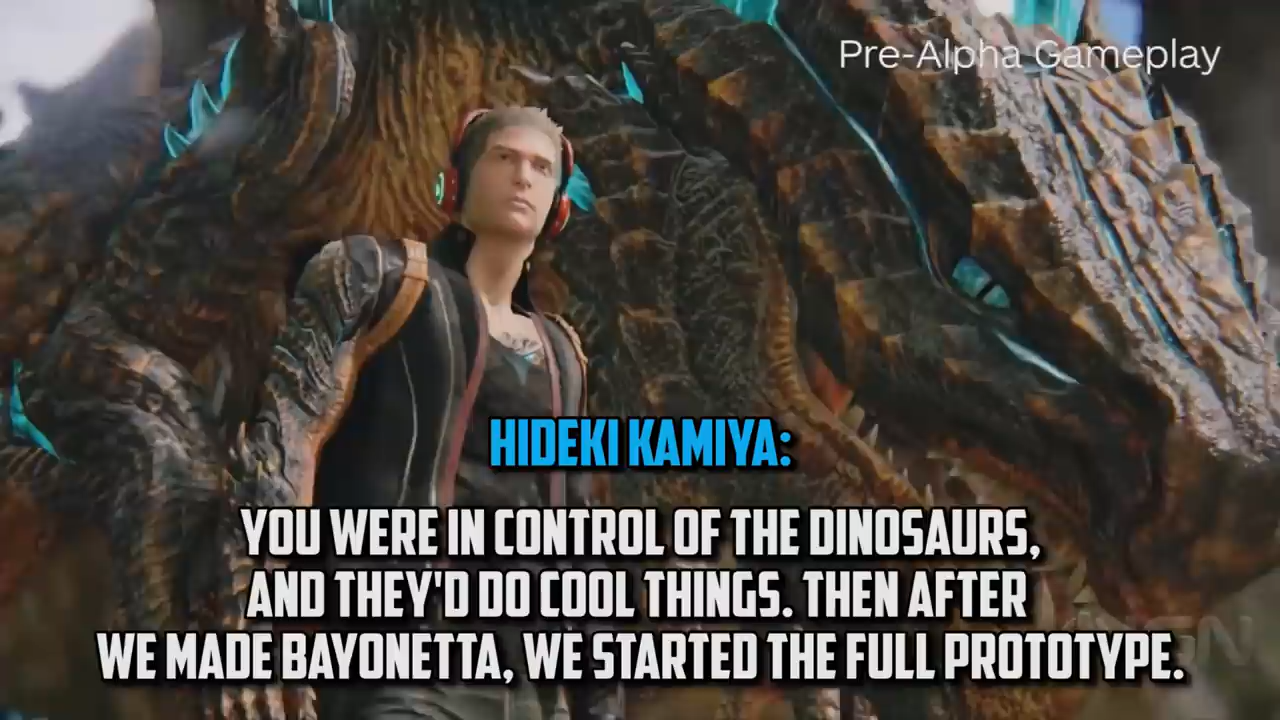 Pre-Alpha Gameplay
HIDEKI KAMIYA:
YOU WERE IN CONTROL OF THE DINOSAURS,
AND THEY'D DO COOL THINGS. THEN AFTER
WE MADE BAYONETTA, WE STARTED THE FULL PROTOTYPE.